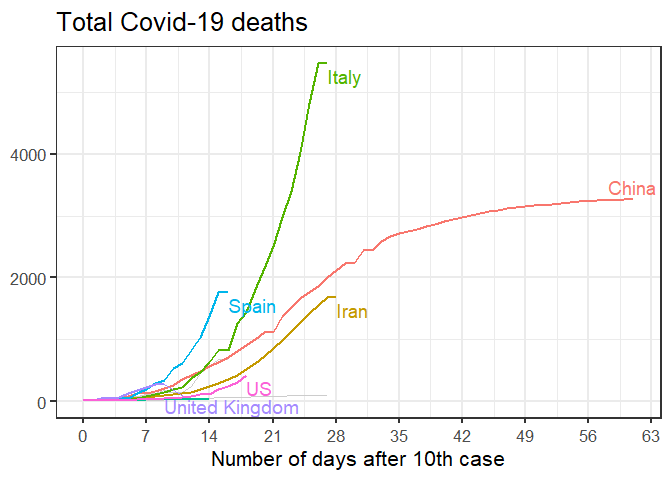 Total Covid-19 deaths
Italy
4000
China
2000
Spain
Iran
US
United Kingdom
0
0 7 14 21 28 35 42 49 56 63
Number of days after 10th case